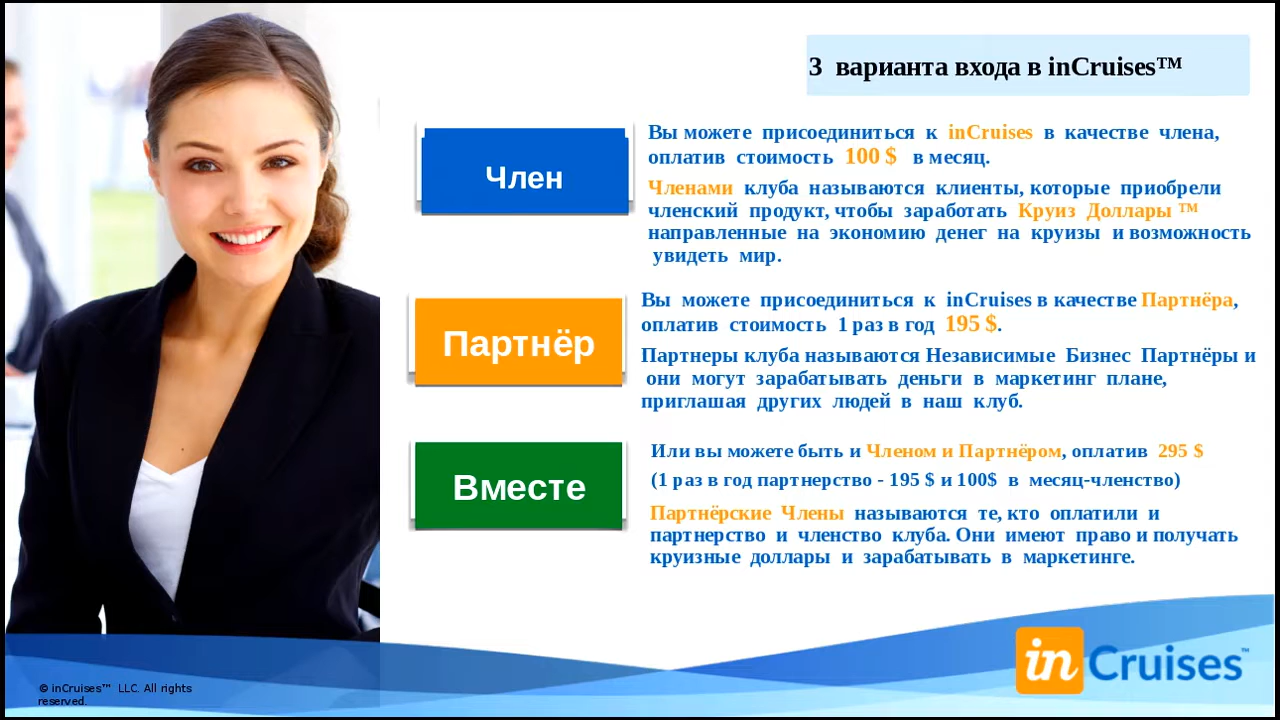 3 варианта входа в inCruises™
Член
Вы можете присоединиться к inCruises в качестве члена,
оплатив стоимость 100 $ в месяц.
Членами клуба называются клиенты, которые приобрели
членский продукт, чтобы заработать Круиз Доллары ™
направленные на экономию денег на круизы и возможность
увидеть мир.
Партнёр
Вы можете присоединиться к inCruises в качестве Партнёра,
оплатив стоимость 1 раз в год 195 $.
Партнеры клуба называются Независимые Бизнес Партнёры и
они могут зарабатывать деньги в маркетинг плане,
приглашая других людей в наш клуб.
Вместе
Или вы можете быть и Членом и Партнёром, оплатив 295 $
(1 раз в год партнерство - 195 $ и 100$ в месяц-членство)
Партнёрские Члены называются те, кто оплатили и
партнерство и членство клуба. Они имеют право и получать
круизные доллары и зарабатывать в маркетинге.
in Cruises™
© inCruises™ LLC. All rights
reserved.